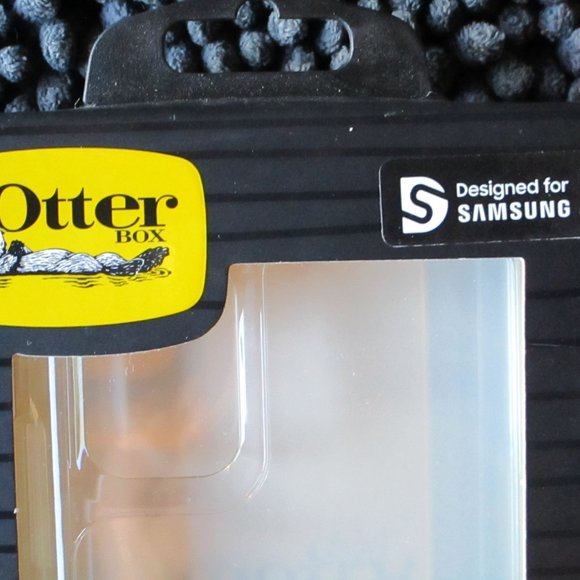 Otter
BOX
Designed for
SAMSUNG